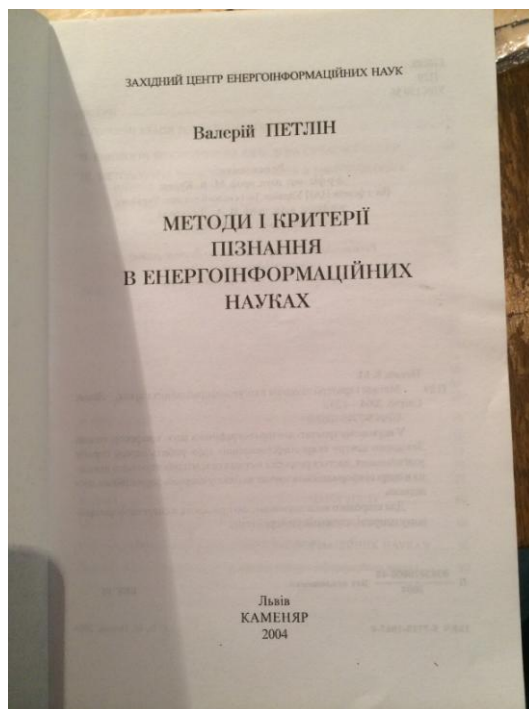 ЗАХІДНИЙ ЦЕНТР ЕНЕРГОІНФОРМАЦІЙНИХ НАУК
Валерій ПЕТЛІН
МЕТОДИ І КРИТЕРІЇ
ПІЗНАННЯ
В ЕНЕРГОІНФОРМАЦІЙНИХ
НАУКАХ
Львів
КАМЕНЯР
2004